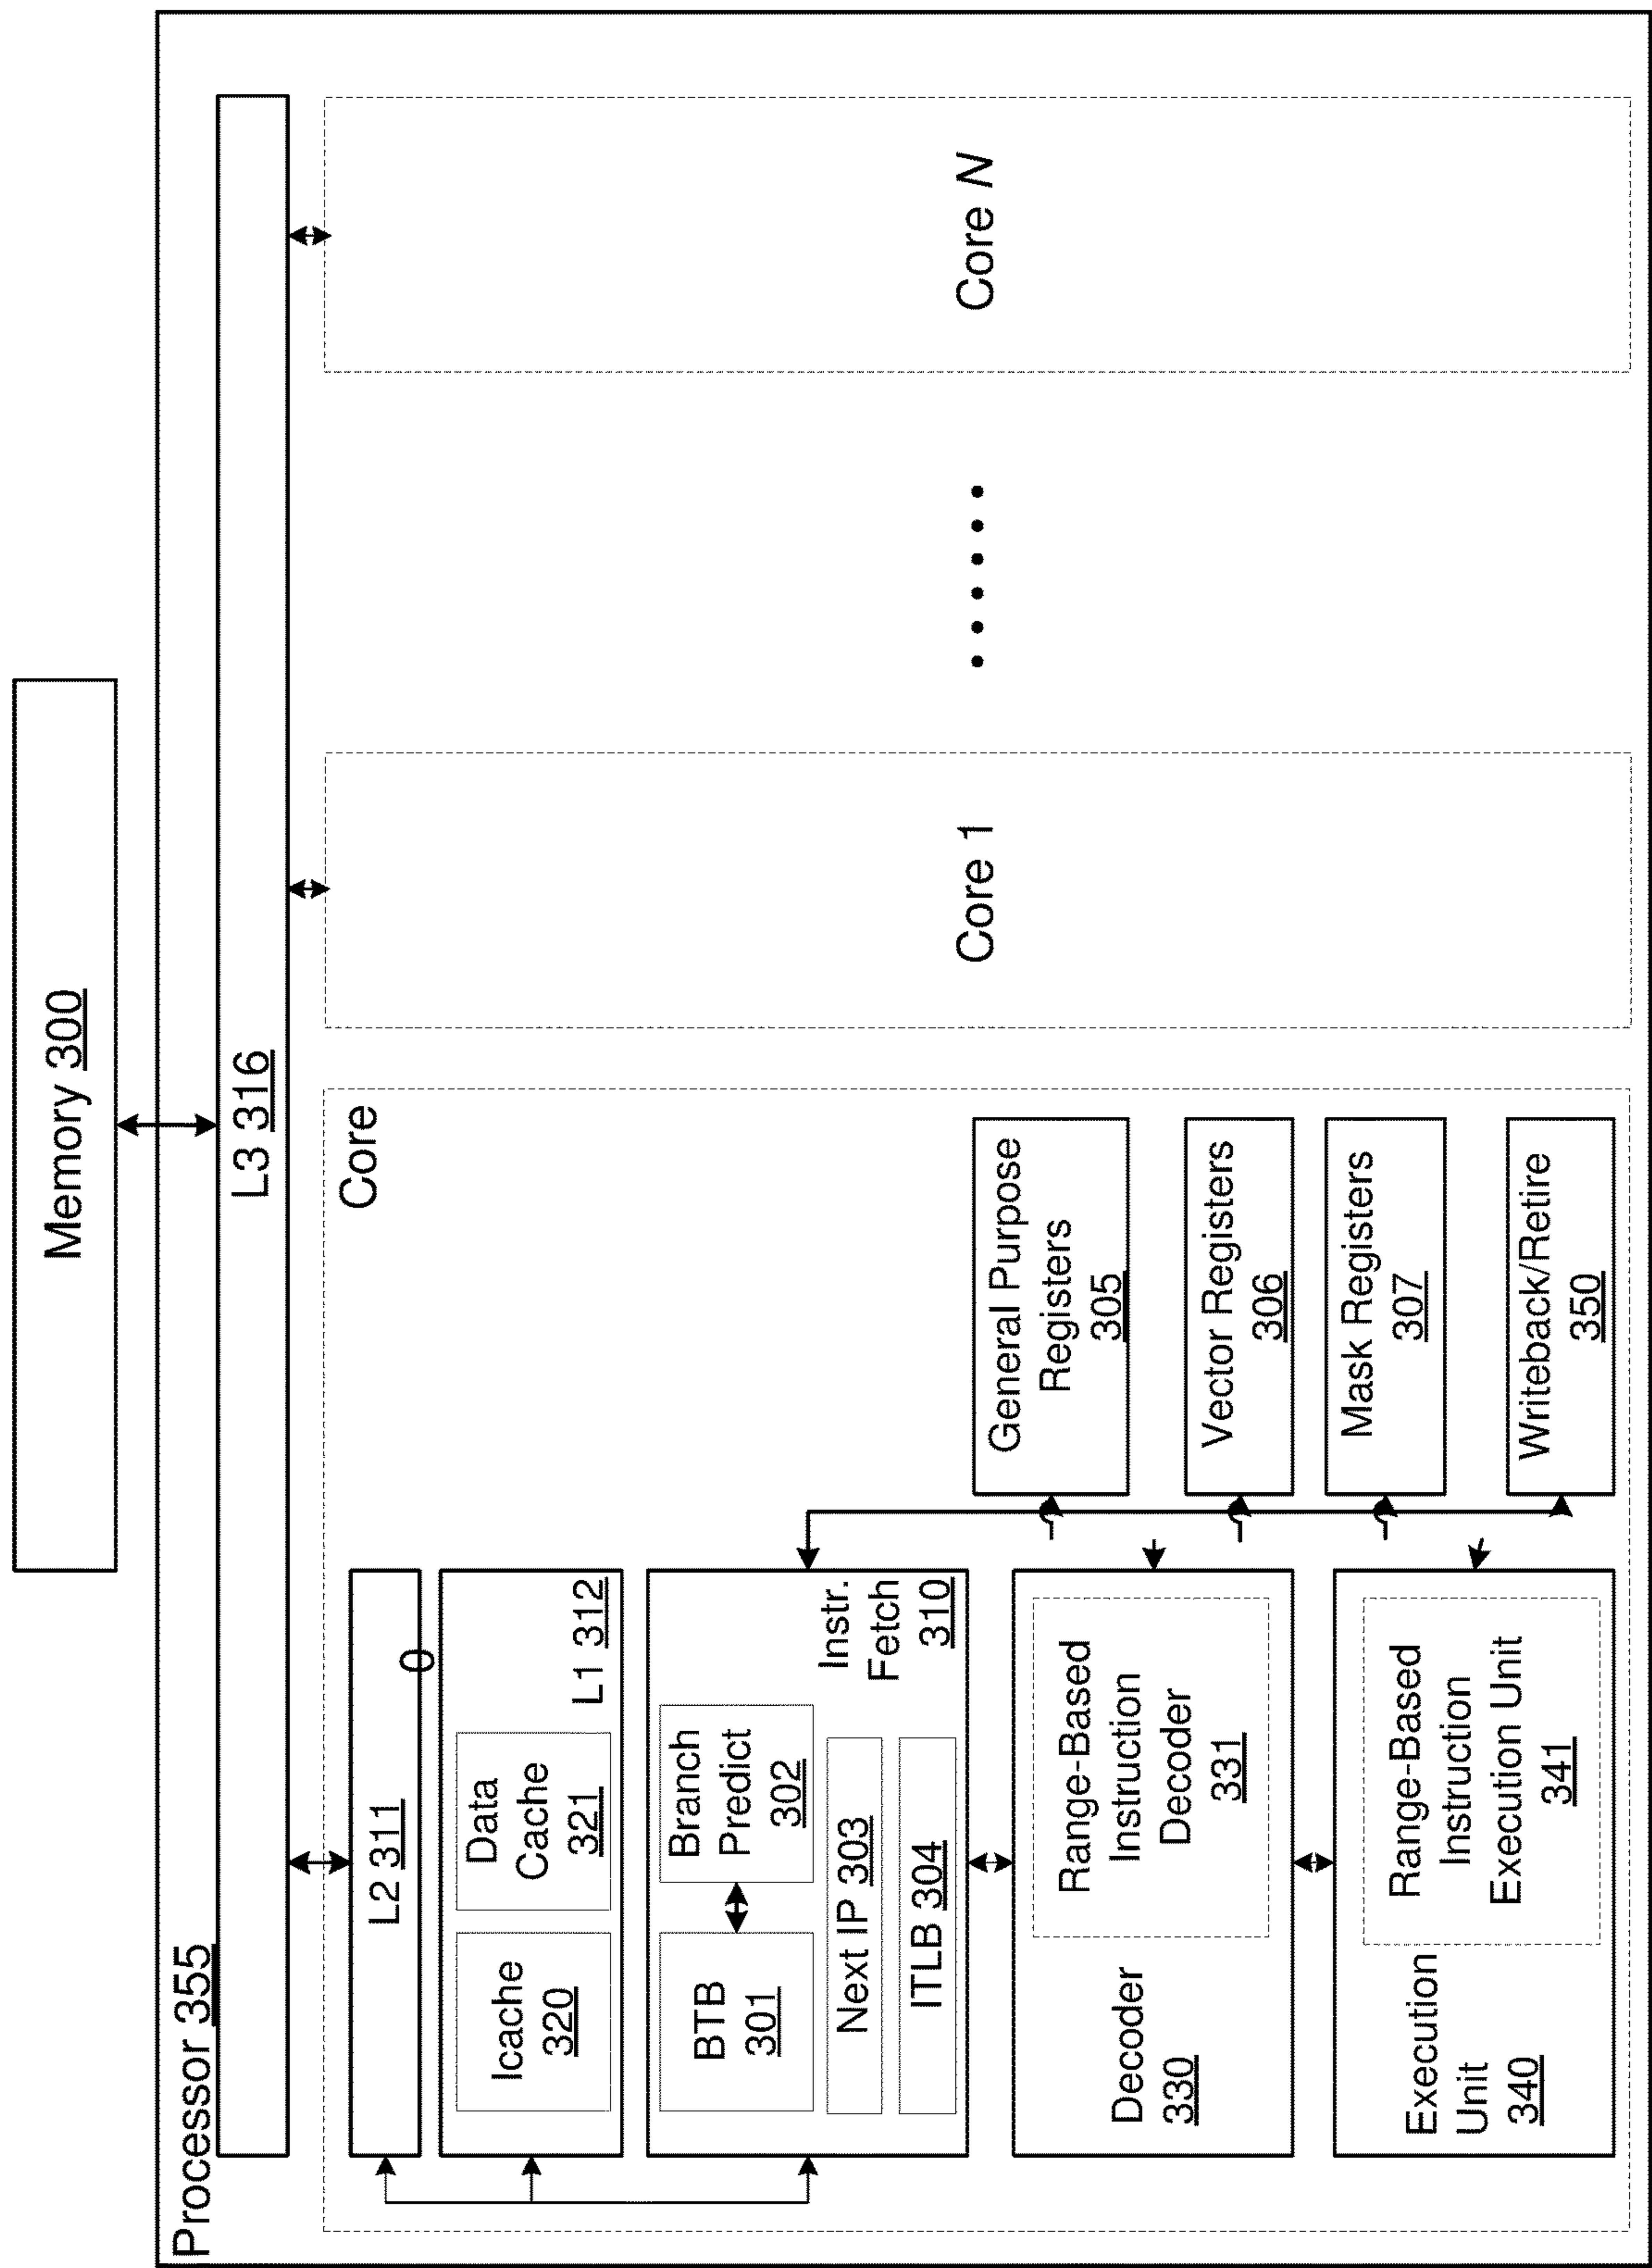 Memory 300
Processor 355
L3 316
Core
0
L2 311
Icache
320
Data
Cache
321
L1 312
BTB
301
Branch
Predict
302
Next IP 303
ITLB 304
Instr.
Fetch
310
Decoder
330
Range-Based
Instruction
Decoder
331
Execution
Unit
340
Range-Based
Instruction
Execution Unit
341
General Purpose
Registers
305
Vector Registers
306
Mask Registers
307
Writeback/Retire
350
Core 1
Core N